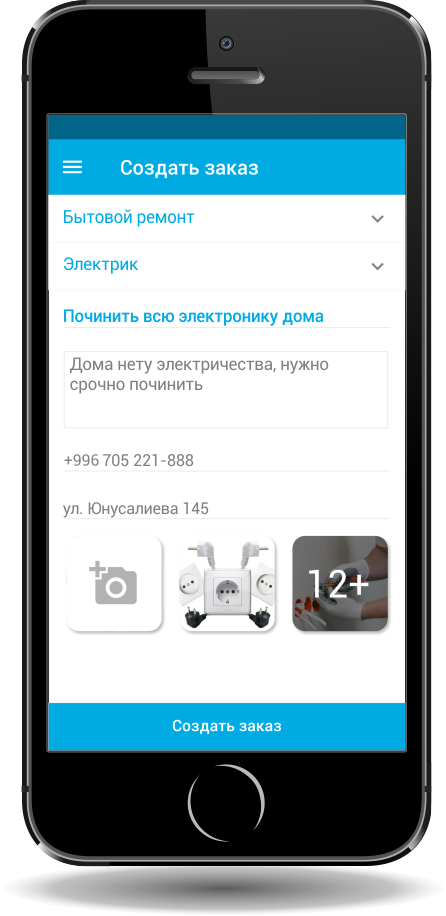 Создать заказ
Бытовой ремонт
Электрик
Починить всю электронику дома
Дома нету электричества, нужно
срочно починить
+996 705 221-888
ул. Юнусалиева 145
12+
Создать заказ